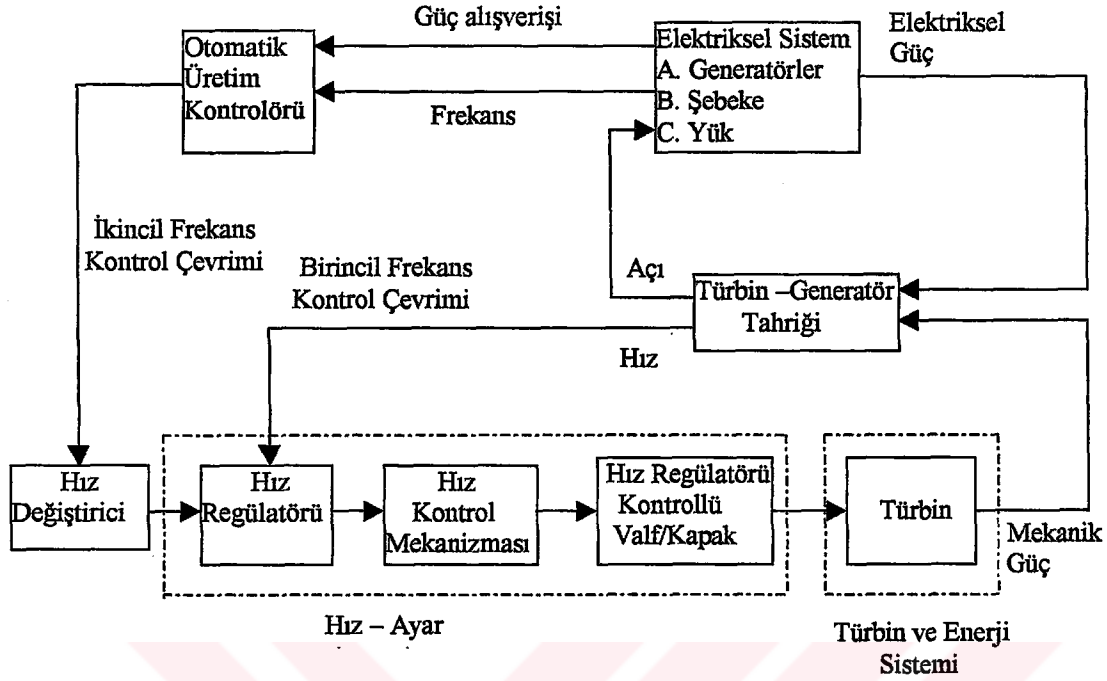 Güç alışverişi
Elektriksel
Güç
Otomatik
Üretim
Kontrolörü
Elektriksel Sistem
A. Generatörler
B. Şebeke
C. Yük
Frekans
İkincil Frekans
Kontrol Çevrimi
Birincil Frekans
Kontrol Çevrimi
Açı
Türbin –Generatör
Tahriği
Hız
Hız
Değiştirici
Hız
Regülatörü
Hız
Kontrol
Mekanizması
Hız Regülatörü
Kontrollü
Valf/Kapak
Türbin
Mekanik
Güç
Hız – Ayar
Türbin ve Enerji
Sistemi